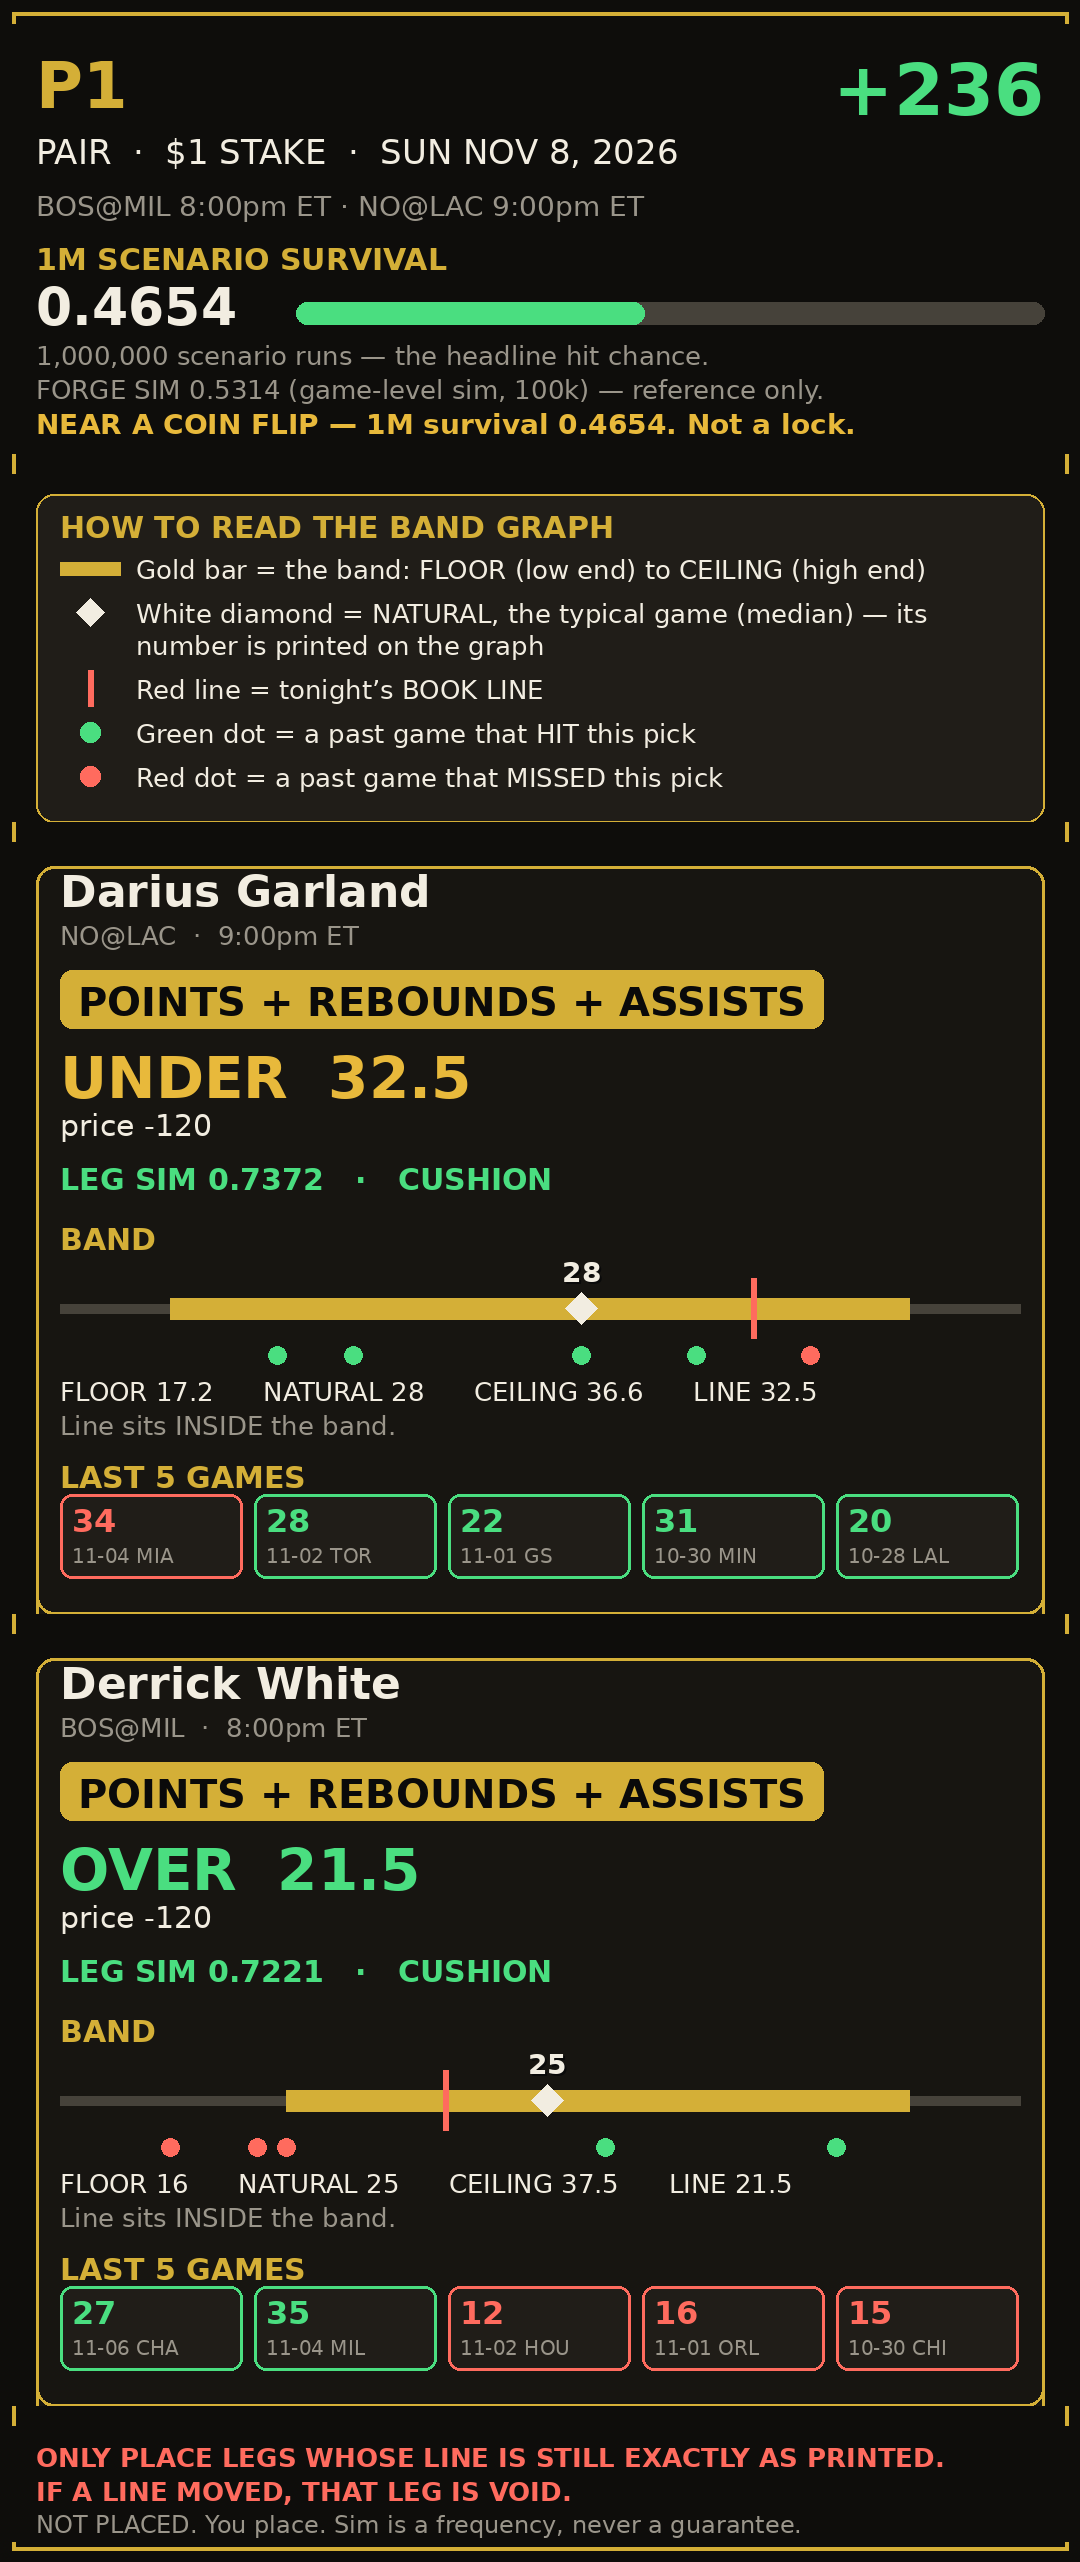 P1
+236
PAIR · $1 STAKE · SUN NOV 8, 2026
BOS@MIL 8:00pm ET · NO@LAC 9:00pm ET
1M SCENARIO SURVIVAL
0.4654
1,000,000 scenario runs — the headline hit chance.
FORGE SIM 0.5314 (game-level sim, 100k) — reference only.
NEAR A COIN FLIP — 1M survival 0.4654. Not a lock.
HOW TO READ THE BAND GRAPH
Gold bar = the band: FLOOR (low end) to CEILING (high end)
White diamond = NATURAL, the typical game (median) — its
number is printed on the graph
Red line = tonight’s BOOK LINE
Green dot = a past game that HIT this pick
Red dot = a past game that MISSED this pick
Darius Garland
NO@LAC · 9:00pm ET
POINTS + REBOUNDS + ASSISTS
UNDER 32.5
price -120
LEG SIM 0.7372 · CUSHION
BAND
28
FLOOR 17.2 NATURAL 28 CEILING 36.6 LINE 32.5
Line sits INSIDE the band.
LAST 5 GAMES
34 28 22 31 20
11-04 MIA 11-02 TOR 11-01 GS 10-30 MIN 10-28 LAL
Derrick White
BOS@MIL · 8:00pm ET
POINTS + REBOUNDS + ASSISTS
OVER 21.5
price -120
LEG SIM 0.7221 · CUSHION
BAND
25
FLOOR 16 NATURAL 25 CEILING 37.5 LINE 21.5
Line sits INSIDE the band.
LAST 5 GAMES
27 35 12 16 15
11-06 CHA 11-04 MIL 11-02 HOU 11-01 ORL 10-30 CHI
ONLY PLACE LEGS WHOSE LINE IS STILL EXACTLY AS PRINTED.
IF A LINE MOVED, THAT LEG IS VOID.
NOT PLACED. You place. Sim is a frequency, never a guarantee.